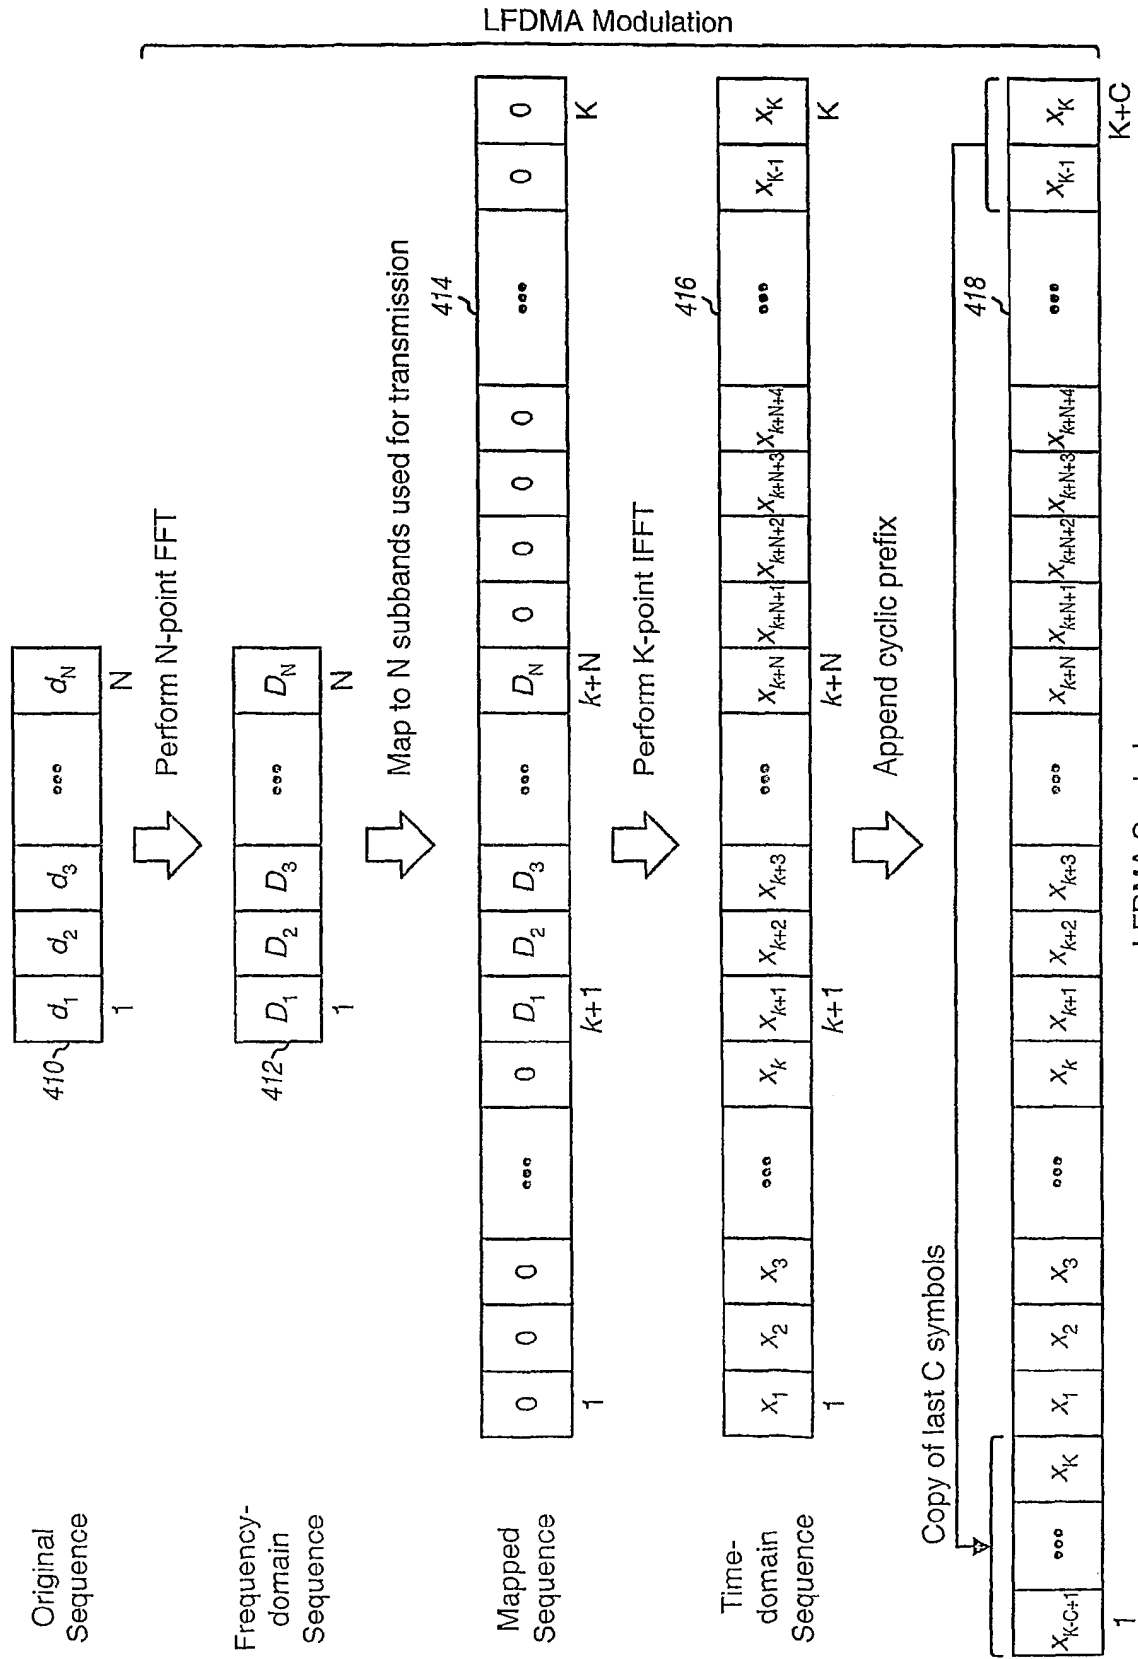 LFDMA Modulation
Original
Sequence
410
d1 d2 d3 ••• dN
1 N
Perform N-point FFT
Frequency-
domain
Sequence
412
D1 D2 D3 ••• DN
1 N
Map to N subbands used for transmission
414
Mapped
Sequence
0 0 0 ••• 0 D1 D2 D3 ••• DN 0 0 0 0 ••• 0 0
1 k+1 k+N K
Perform K-point IFFT
416
Time-
domain
Sequence
x1 x2 x3 ••• xk xk+1 xk+2 xk+3 ••• xk+N xk+N+1 xk+N+2 xk+N+3 xk+N+4 ••• xK-1 xK
1 k+1 k+N K
Append cyclic prefix
Copy of last C symbols
418
xK-C+1 ••• xK x1 x2 x3 ••• xk xk+1 xk+2 xk+3 ••• xk+N xk+N+1 xk+N+2 xk+N+3 xk+N+4 ••• xK-1 xK
1 K+C